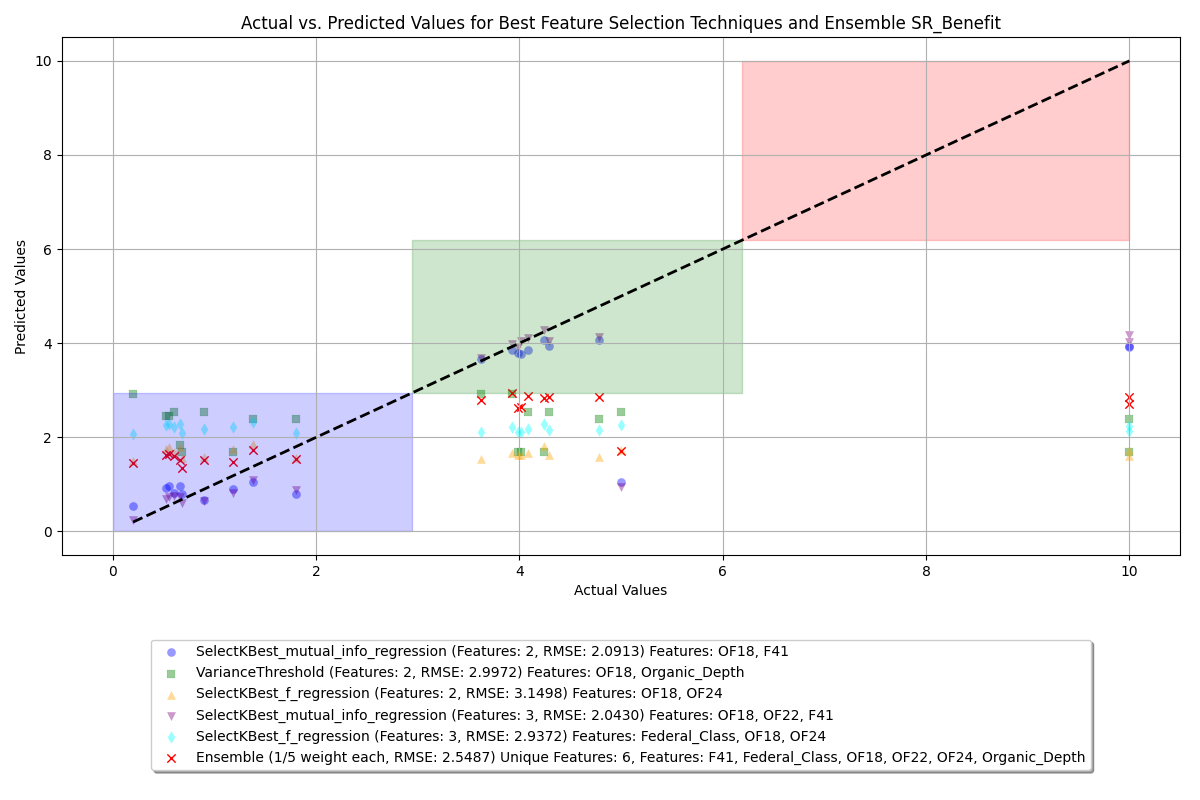 Actual vs. Predicted Values for Best Feature Selection Techniques and Ensemble SR_Benefit
Predicted Values
10
8
6
4
2
0
0 2 4 6 8 10
Actual Values
SelectKBest_mutual_info_regression (Features: 2, RMSE: 2.0913) Features: OF18, F41
VarianceThreshold (Features: 2, RMSE: 2.9972) Features: OF18, Organic_Depth
SelectKBest_f_regression (Features: 2, RMSE: 3.1498) Features: OF18, OF24
SelectKBest_mutual_info_regression (Features: 3, RMSE: 2.0430) Features: OF18, OF22, F41
SelectKBest_f_regression (Features: 3, RMSE: 2.9372) Features: Federal_Class, OF18, OF24
Ensemble (1/5 weight each, RMSE: 2.5487) Unique Features: 6, Features: F41, Federal_Class, OF18, OF22, OF24, Organic_Depth